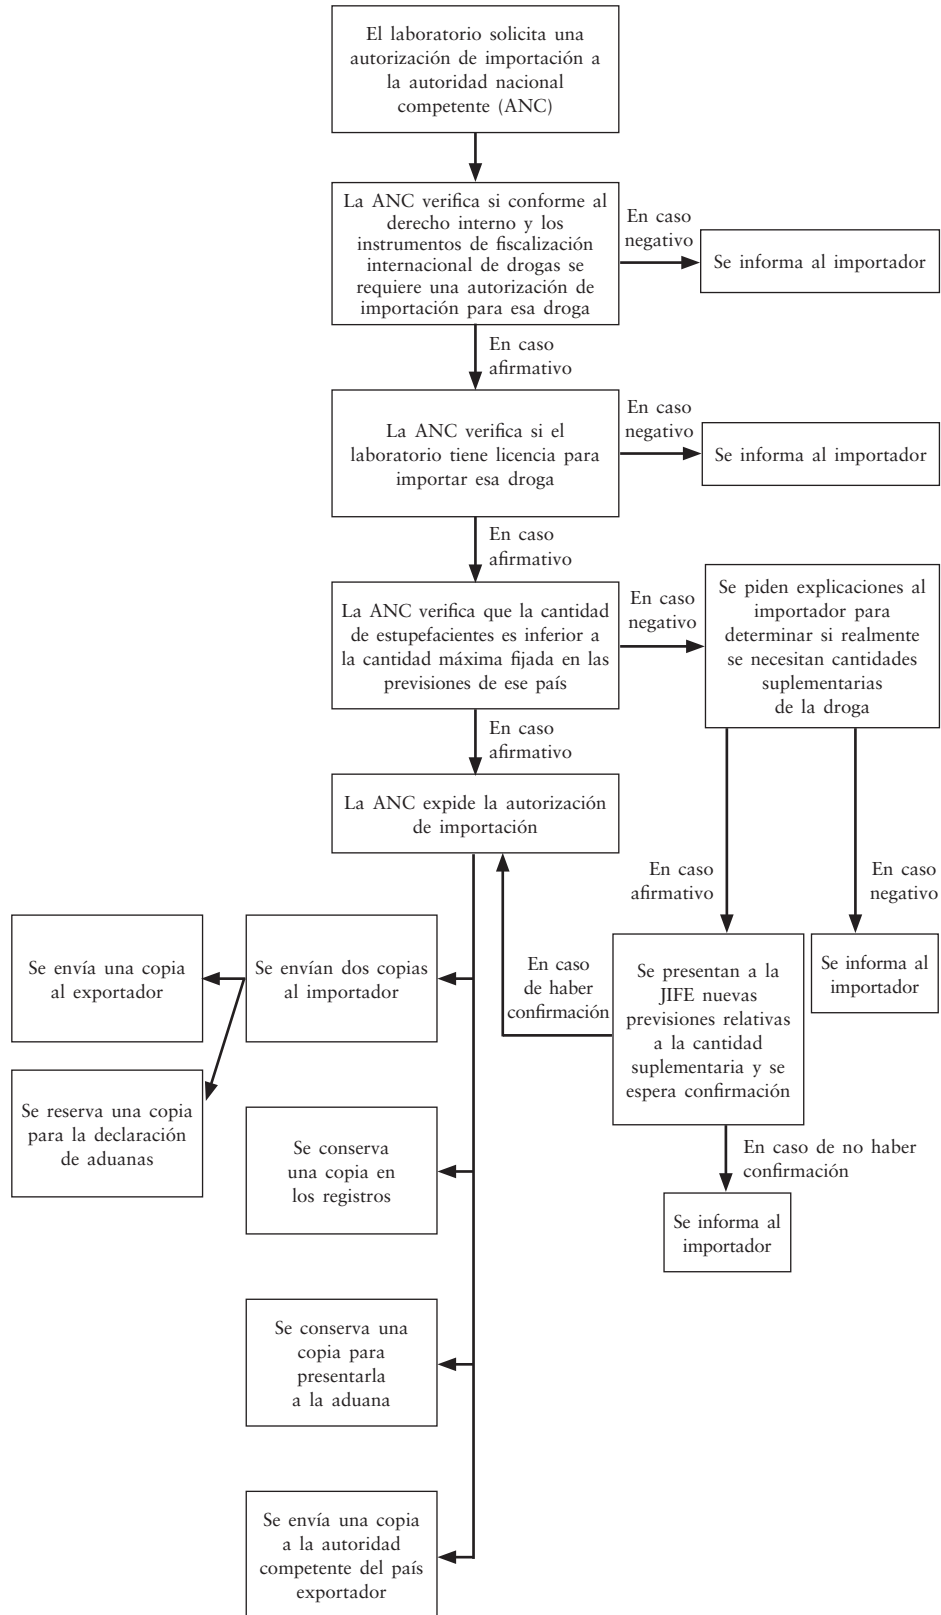 El laboratorio solicita una
autorización de importación a
la autoridad nacional
competente (ANC)
La ANC verifica si conforme al
derecho interno y los
instrumentos de fiscalización
internacional de drogas se
requiere una autorización de
importación para esa droga
En caso
negativo
Se informa al importador
En caso
afirmativo
La ANC verifica si el
laboratorio tiene licencia para
importar esa droga
En caso
negativo
Se informa al importador
En caso
afirmativo
La ANC verifica que la cantidad
de estupefacientes es inferior a
la cantidad máxima fijada en las
previsiones de ese país
En caso
negativo
Se piden explicaciones al
importador para
determinar si realmente
se necesitan cantidades
suplementarias
de la droga
En caso
afirmativo
La ANC expide la autorización
de importación
En caso
afirmativo
En caso
negativo
Se envía una copia
al exportador
Se envían dos copias
al importador
En caso
de haber
confirmación
Se presentan a la
JIFE nuevas
previsiones relativas
a la cantidad
suplementaria y se
espera confirmación
Se informa al
importador
Se reserva una copia
para la declaración
de aduanas
Se conserva
una copia en
los registros
En caso de no haber
confirmación
Se informa al
importador
Se conserva una
copia para
presentarla
a la aduana
Se envía una copia
a la autoridad
competente del país
exportador